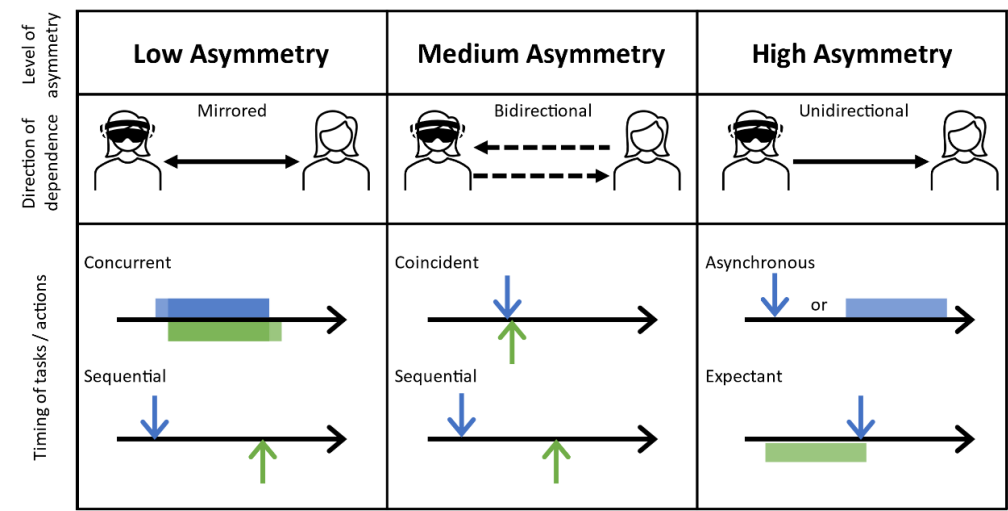 Level of
asymmetry
Low Asymmetry
Medium Asymmetry
High Asymmetry
Direction of
dependence
Mirrored
Bidirectional
Unidirectional
Timing of tasks / actions
Concurrent
Coincident
Asynchronous
or
Sequential
Sequential
Expectant